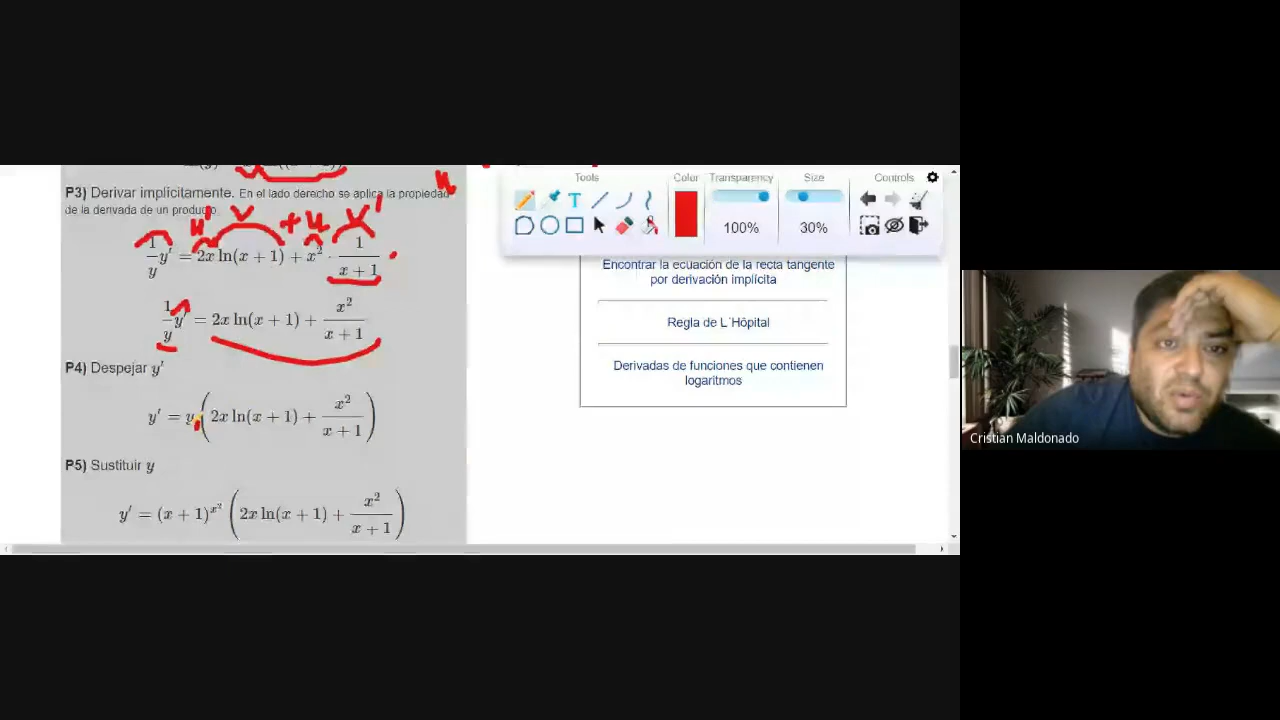 P3) Derivar implícitamente. En el lado derecho se aplica la propiedad
de la derivada de un producto.
u' v + u v'
1/y y' = 2x ln(x + 1) + x² · 1/(x + 1)
1/y y' = 2x ln(x + 1) + x²/(x + 1)
P4) Despejar y'
y' = y (2x ln(x + 1) + x²/(x + 1))
P5) Sustituir y
y' = (x + 1)^x² (2x ln(x + 1) + x²/(x + 1))
Tools Color Transparency Size Controls
100% 30%
Encontrar la ecuación de la recta tangente
por derivación implícita
Regla de L´Hôpital
Derivadas de funciones que contienen
logaritmos
Cristian Maldonado